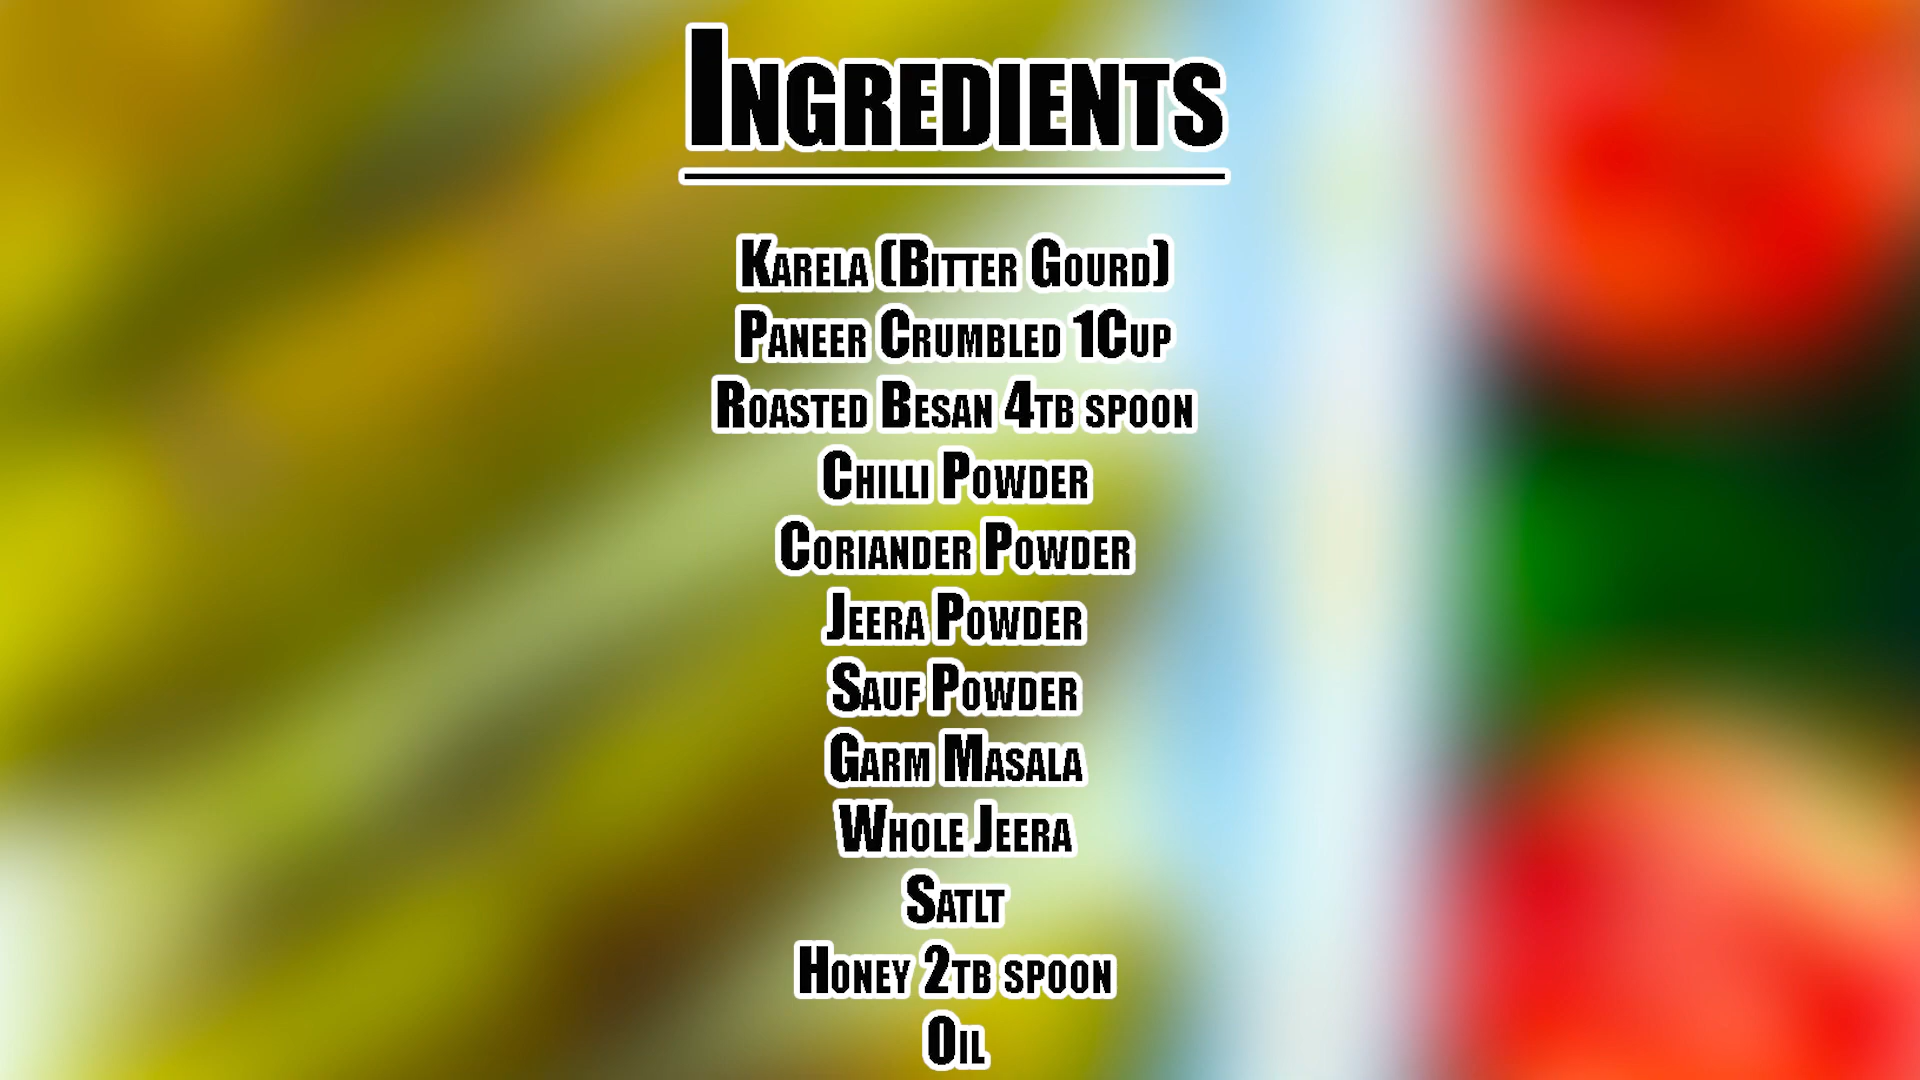 Ingredients
Karela (Bitter Gourd)
Paneer Crumbled 1Cup
Roasted Besan 4tb spoon
Chilli Powder
Coriander Powder
Jeera Powder
Sauf Powder
Garm Masala
Whole Jeera
Satlt
Honey 2tb spoon
Oil